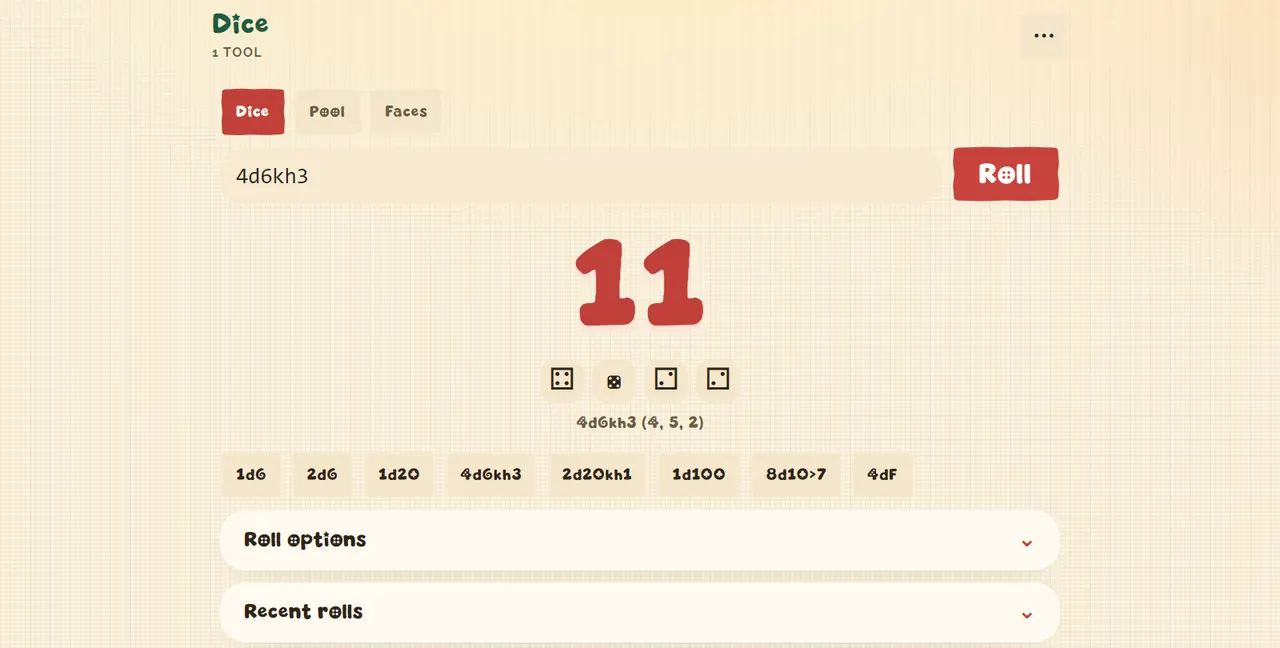 Dice
1 TOOL
...
Dice Pool Faces
4d6kh3 Roll
11
4d6kh3 (4, 5, 2)
1d6 2d6 1d20 4d6kh3 2d20kh1 1d100 8d10>7 4dF
Roll options
Recent rolls